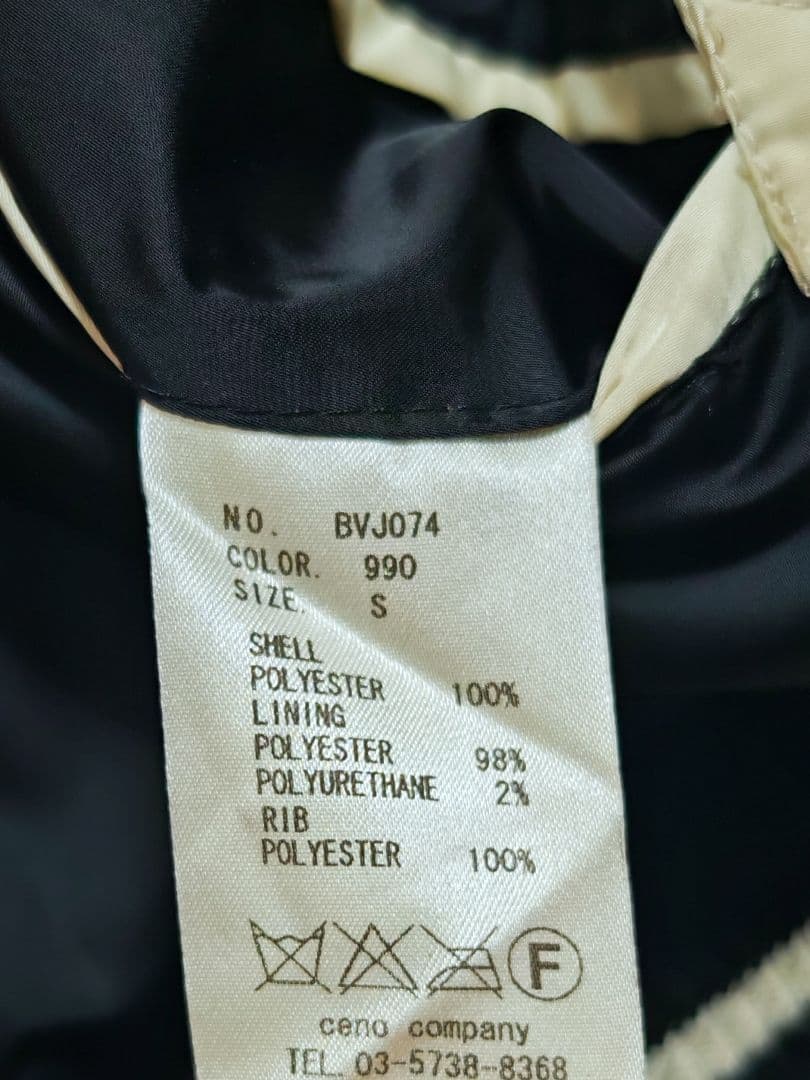 NO. BVJ074
COLOR. 990
SIZE. S
SHELL
POLYESTER 100%
LINING
POLYESTER 98%
POLYURETHANE 2%
RIB
POLYESTER 100%
F
ceno company
TEL. 03-5738-8368